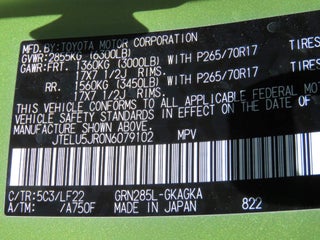 MFD.BY:TOYOTA MOTOR CORPORATION
GVWR:2855KG (6300LB)
GAWR:FRT. 1360KG (3000LB) WITH P265/70R17 TIRES
17X7 1/2J RIMS.
RR. 1560KG (3450LB) WITH P265/70R17 TIRES
17X7 1/2J RIMS.
THIS VEHICLE CONFORMS TO ALL APPLICABLE FEDERAL MOTOR
VEHICLE SAFETY STANDARDS IN EFFECT ON THE DATE OF
JTELU5JR0N6079102 MPV
C/TR:5C3/LF22 GRN285L-GKAGKA
A/TM: /A750F MADE IN JAPAN 822